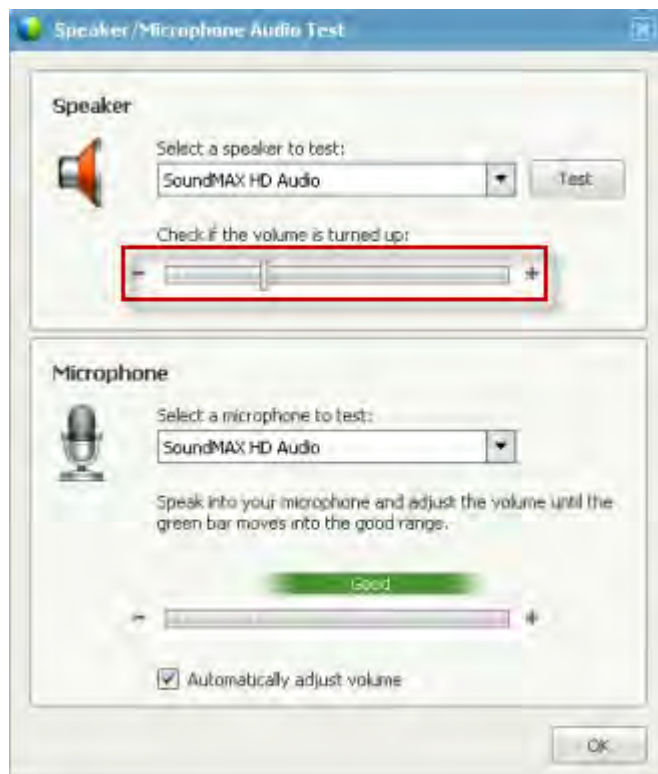 Speaker/Microphone Audio Test
Speaker
Select a speaker to test:
SoundMAX HD Audio
Test
Check if the volume is turned up:
- +
Microphone
Select a microphone to test:
SoundMAX HD Audio
Speak into your microphone and adjust the volume until the
green bar moves into the good range.
Good
- +
Automatically adjust volume
OK